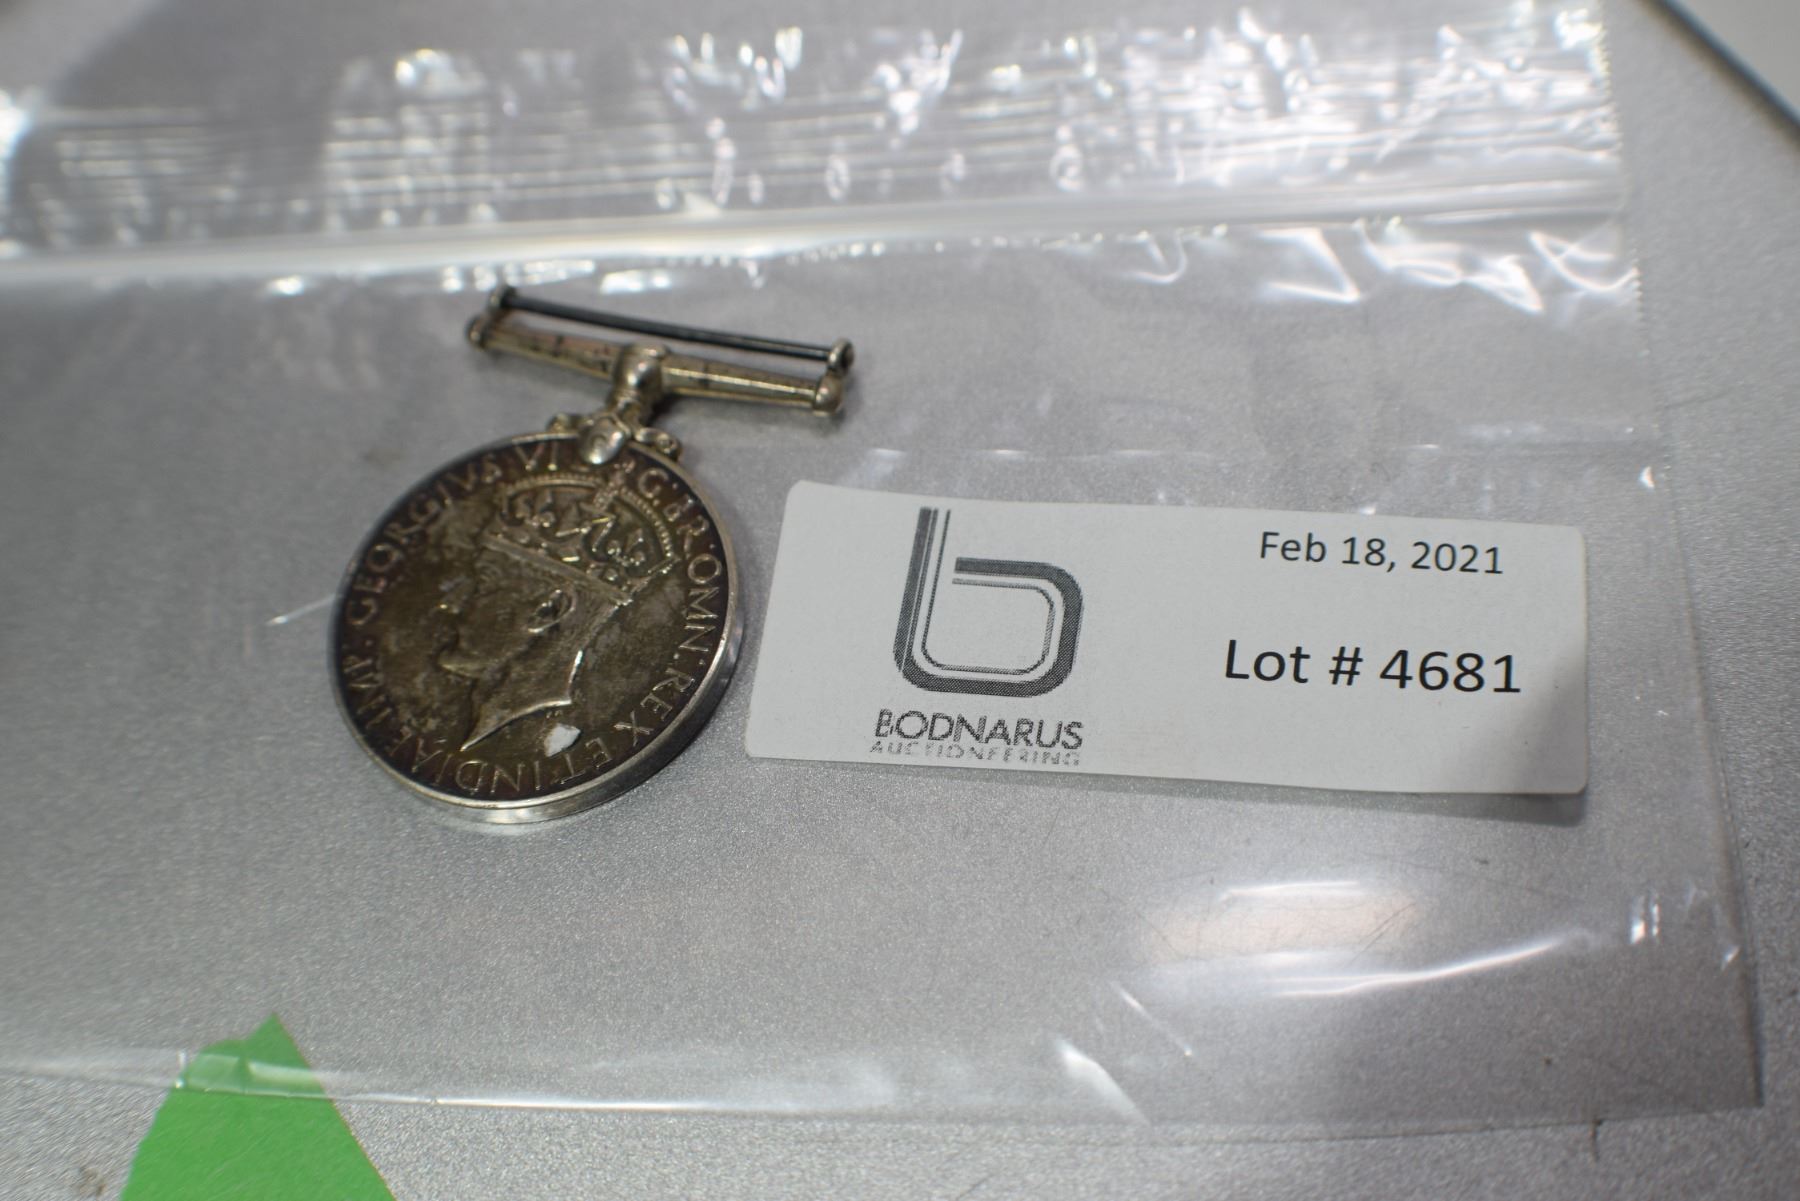 GEORGIVS VI D:G:BR:OMN:REX ET INDIAE IMP.
Feb 18, 2021
Lot # 4681
BODNARUS
AUCTIONEERING